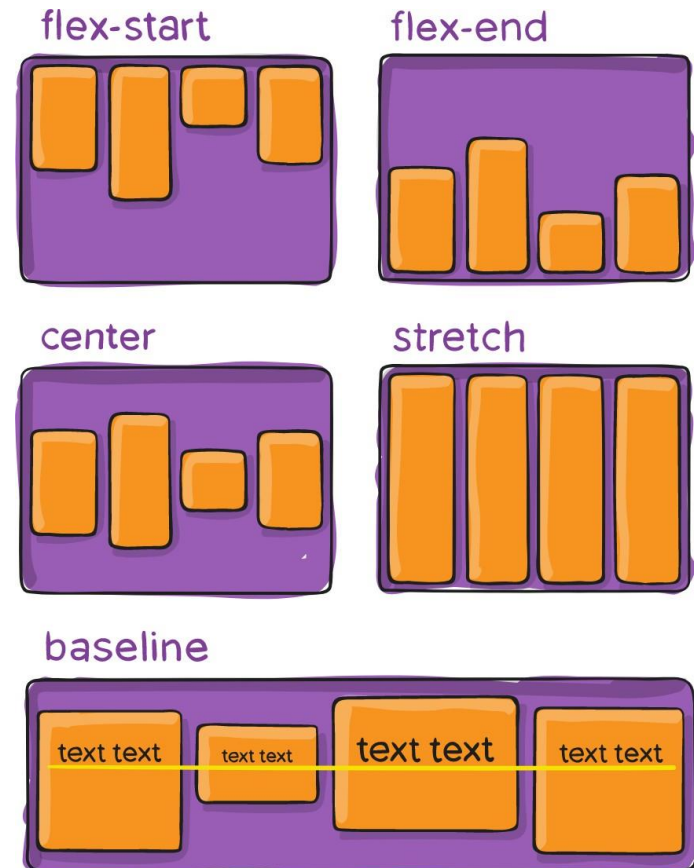 flex-start
flex-end
center
stretch
baseline
text text
text text
text text
text text